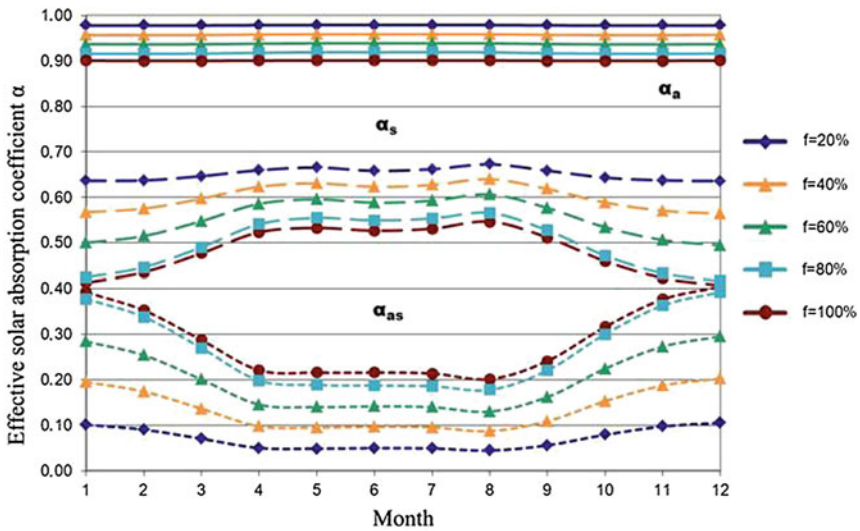 Effective solar absorption coefficient α
1.00
0.90
0.80
0.70
0.60
0.50
0.40
0.30
0.20
0.10
0.00
αa
αs
αas
1 2 3 4 5 6 7 8 9 10 11 12
Month
f=20%
f=40%
f=60%
f=80%
f=100%